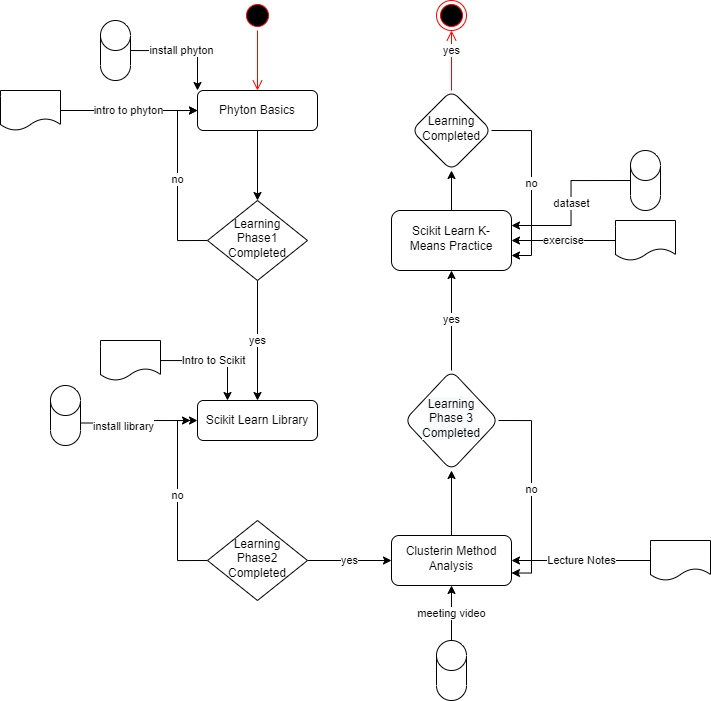 install phyton
yes
intro to phyton
Phyton Basics
Learning
Completed
no
no
dataset
Learning
Phase1
Completed
Scikit Learn K-
Means Practice
exercise
yes
yes
Intro to Scikit
Scikit Learn Library
install library
Learning
Phase 3
Completed
no
no
Learning
Phase2
Completed
yes
Clusterin Method
Analysis
Lecture Notes
meeting video